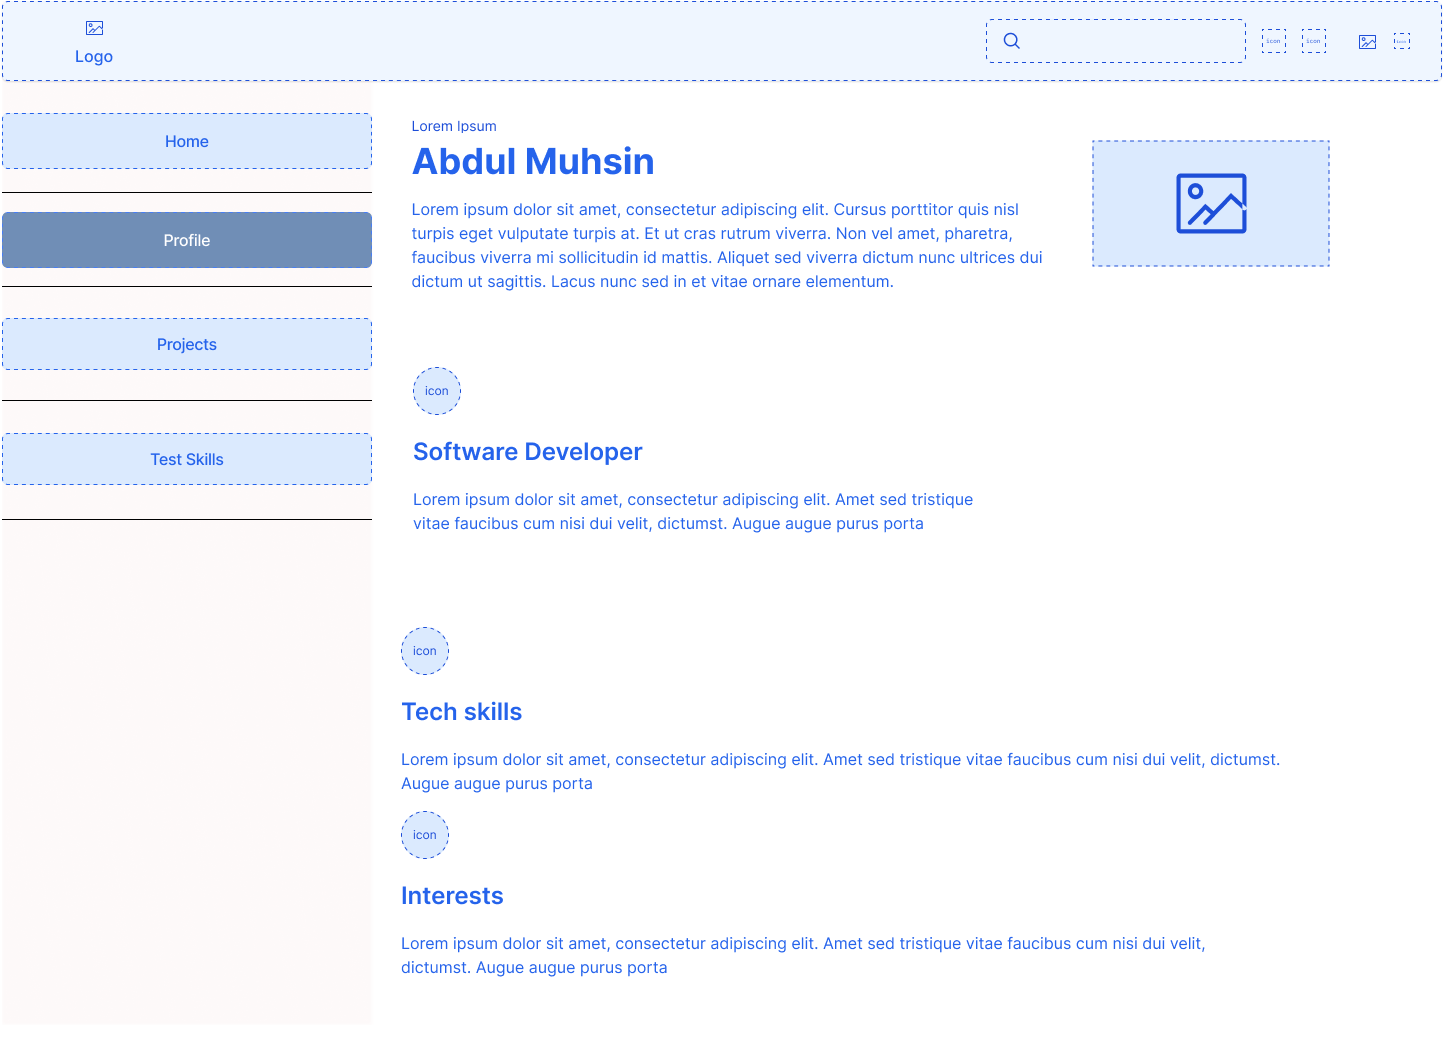 Logo
icon
icon
Home
Profile
Projects
Test Skills
Lorem Ipsum
Abdul Muhsin
Lorem ipsum dolor sit amet, consectetur adipiscing elit. Cursus porttitor quis nisl
turpis eget vulputate turpis at. Et ut cras rutrum viverra. Non vel amet, pharetra,
faucibus viverra mi sollicitudin id mattis. Aliquet sed viverra dictum nunc ultrices dui
dictum ut sagittis. Lacus nunc sed in et vitae ornare elementum.
icon
Software Developer
Lorem ipsum dolor sit amet, consectetur adipiscing elit. Amet sed tristique
vitae faucibus cum nisi dui velit, dictumst. Augue augue purus porta
icon
Tech skills
Lorem ipsum dolor sit amet, consectetur adipiscing elit. Amet sed tristique vitae faucibus cum nisi dui velit, dictumst.
Augue augue purus porta
icon
Interests
Lorem ipsum dolor sit amet, consectetur adipiscing elit. Amet sed tristique vitae faucibus cum nisi dui velit,
dictumst. Augue augue purus porta